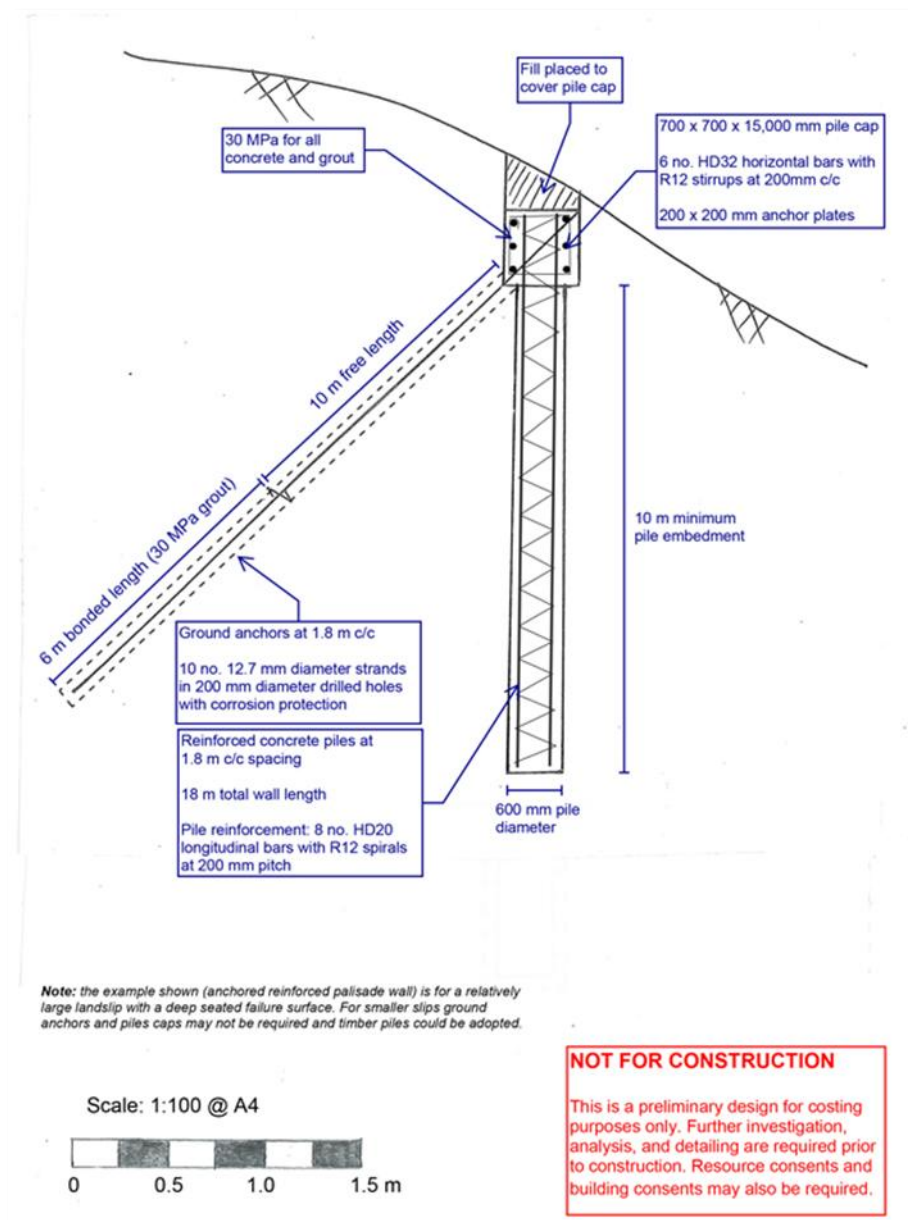 Fill placed to
cover pile cap
30 MPa for all
concrete and grout
700 x 700 x 15,000 mm pile cap
6 no. HD32 horizontal bars with
R12 stirrups at 200mm c/c
200 x 200 mm anchor plates
10 m free length
6 m bonded length (30 MPa grout)
10 m minimum
pile embedment
Ground anchors at 1.8 m c/c
10 no. 12.7 mm diameter strands
in 200 mm diameter drilled holes
with corrosion protection
Reinforced concrete piles at
1.8 m c/c spacing
18 m total wall length
Pile reinforcement: 8 no. HD20
longitudinal bars with R12 spirals
at 200 mm pitch
600 mm pile
diameter
Note: the example shown (anchored reinforced palisade wall) is for a relatively
large landslip with a deep seated failure surface. For smaller slips ground
anchors and piles caps may not be required and timber piles could be adopted.
Scale: 1:100 @ A4
0 0.5 1.0 1.5 m
NOT FOR CONSTRUCTION
This is a preliminary design for costing
purposes only. Further investigation,
analysis, and detailing are required prior
to construction. Resource consents and
building consents may also be required.